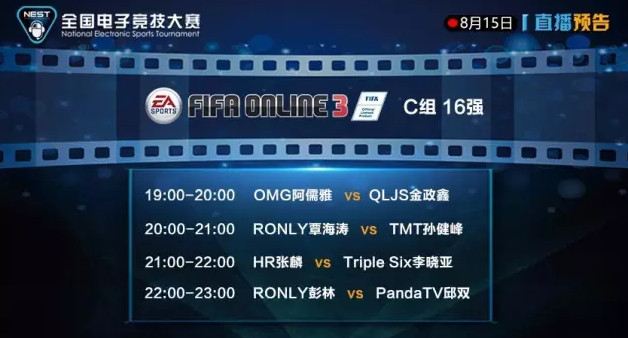 NEST
全国电子竞技大赛
National Electronic Sports Tournament
8月15日 直播预告
EA SPORTS
FIFA ONLINE 3
FIFA
Official Licensed Product
C组 16强
19:00-20:00 OMG阿儒雅 vs QLJS金政鑫
20:00-21:00 RONLY覃海涛 vs TMT孙健峰
21:00-22:00 HR张麟 vs Triple Six李晓亚
22:00-23:00 RONLY彭林 vs PandaTV邱双